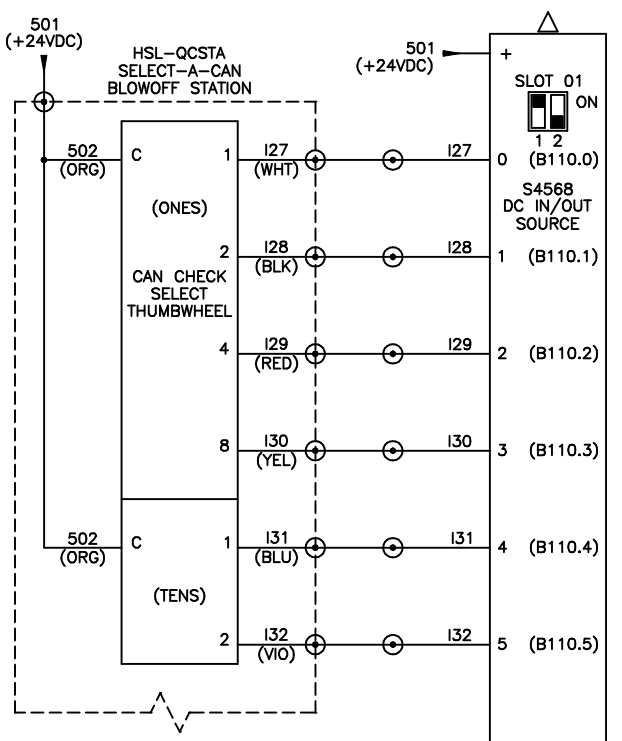 501
(+24VDC)
HSL-QCSTA
SELECT-A-CAN
BLOWOFF STATION
501
(+24VDC)
+
SLOT 01
ON
1 2
502
(ORG)
C
1
I27
(WHT)
I27
0 (B110.0)
S4568
DC IN/OUT
SOURCE
(ONES)
2
I28
(BLK)
I28
1 (B110.1)
CAN CHECK
SELECT
THUMBWHEEL
4
I29
(RED)
I29
2 (B110.2)
8
I30
(YEL)
I30
3 (B110.3)
502
(ORG)
C
1
I31
(BLU)
I31
4 (B110.4)
(TENS)
2
I32
(VIO)
I32
5 (B110.5)